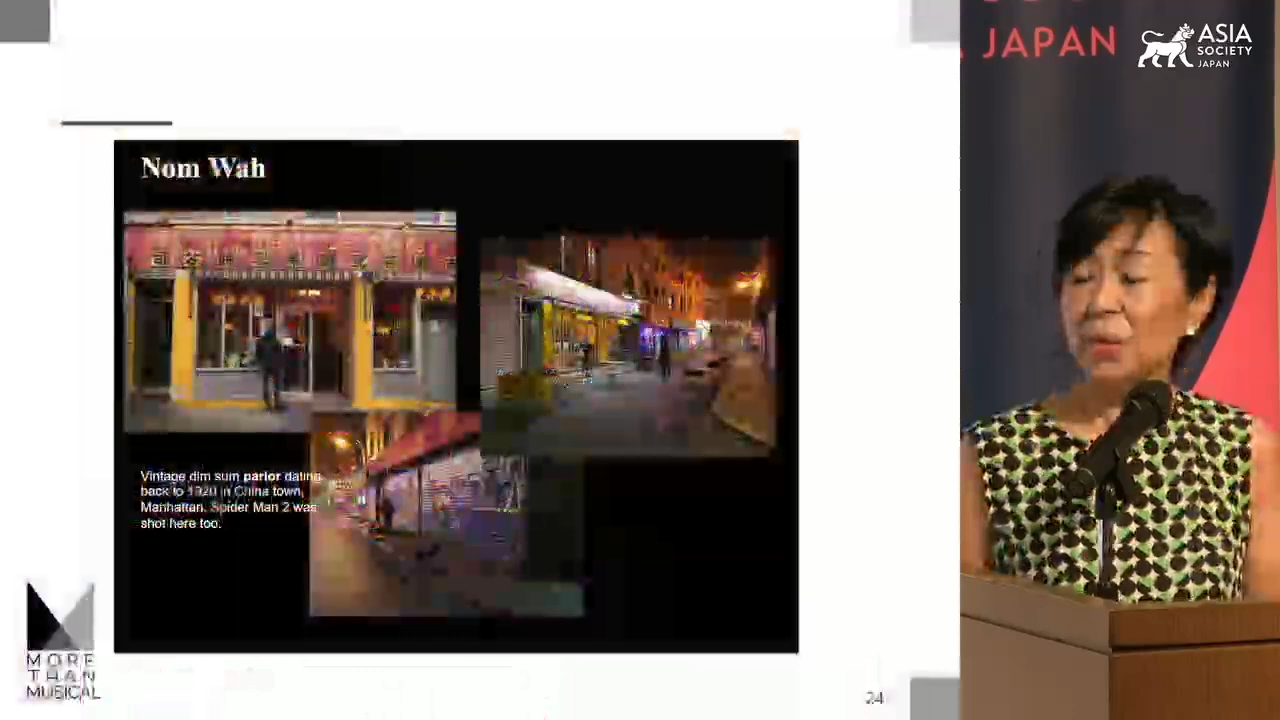 Nom Wah
Vintage dim sum parlor dating
back to 1920 in China town,
Manhattan. Spider Man 2 was
shot here too.
MORE
THAN
MUSICAL
24
JAPAN
ASIA
SOCIETY
JAPAN